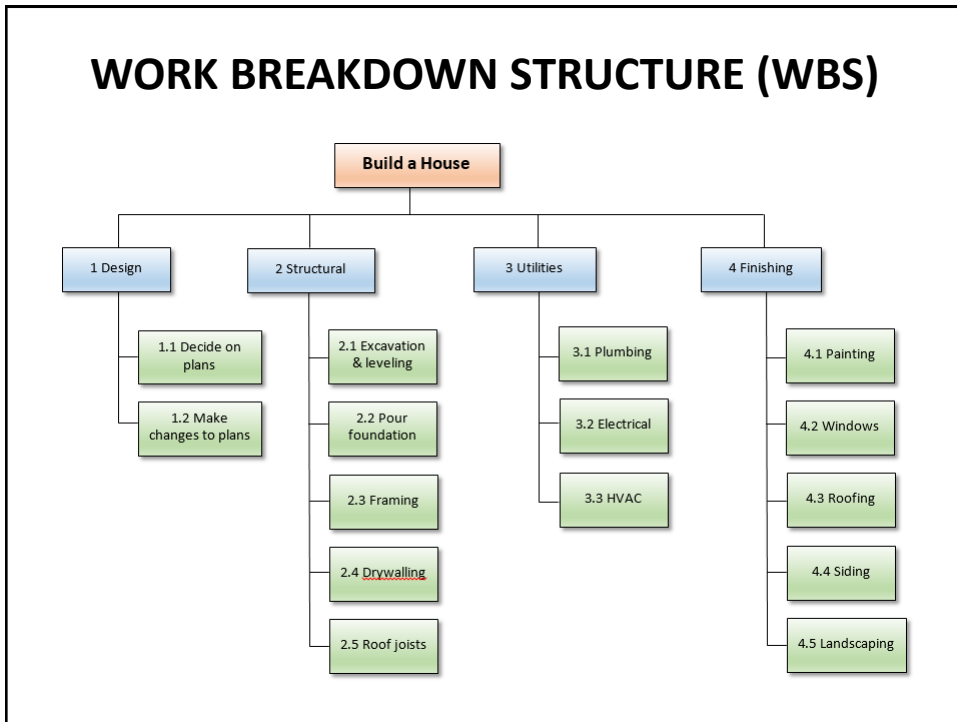 WORK BREAKDOWN STRUCTURE (WBS)
Build a House
1 Design
1.1 Decide on
plans
1.2 Make
changes to plans
2 Structural
2.1 Excavation
& leveling
2.2 Pour
foundation
2.3 Framing
2.4 Drywalling
2.5 Roof joists
3 Utilities
3.1 Plumbing
3.2 Electrical
3.3 HVAC
4 Finishing
4.1 Painting
4.2 Windows
4.3 Roofing
4.4 Siding
4.5 Landscaping